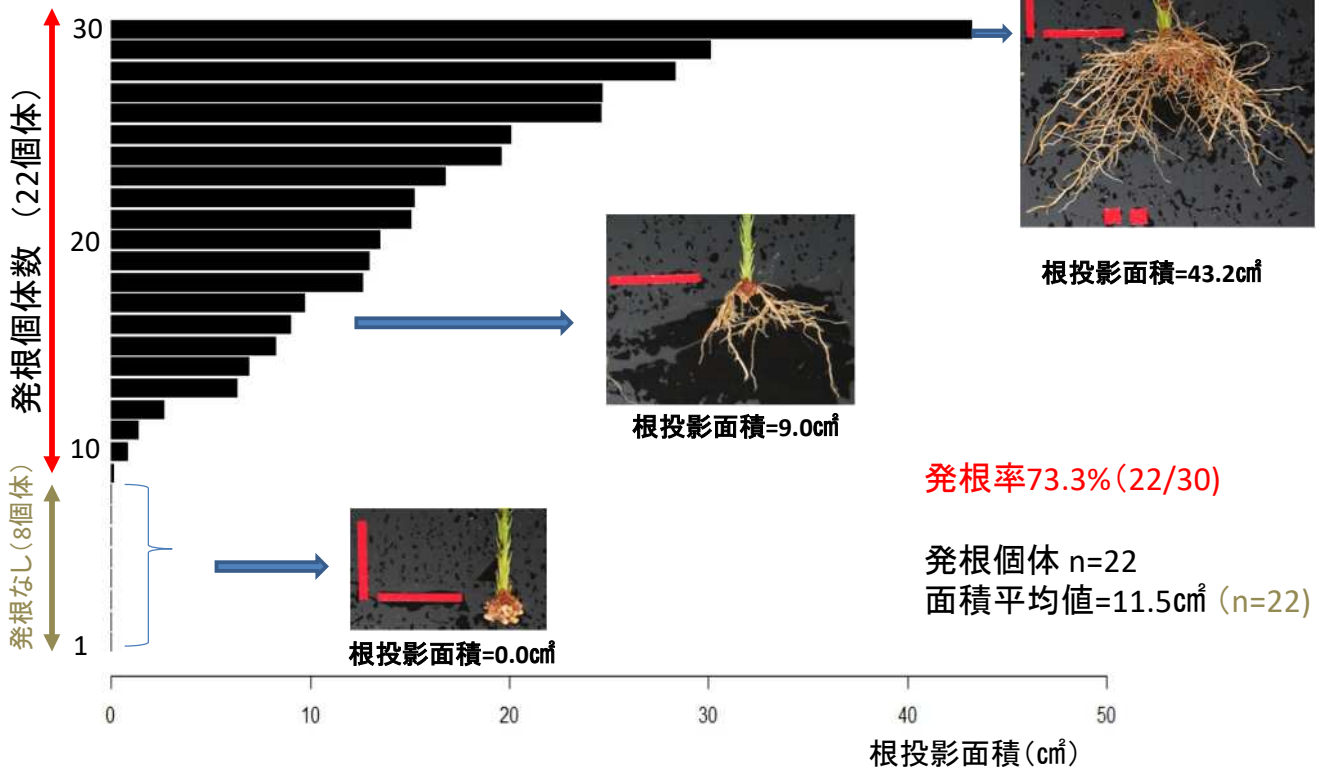 30
20
10
1
発根個体数 (22個体)
発根なし(8個体)
根投影面積=43.2㎠
根投影面積=9.0㎠
根投影面積=0.0㎠
発根率73.3%(22/30)
発根個体 n=22
面積平均値=11.5㎠ (n=22)
0 10 20 30 40 50
根投影面積(㎠)